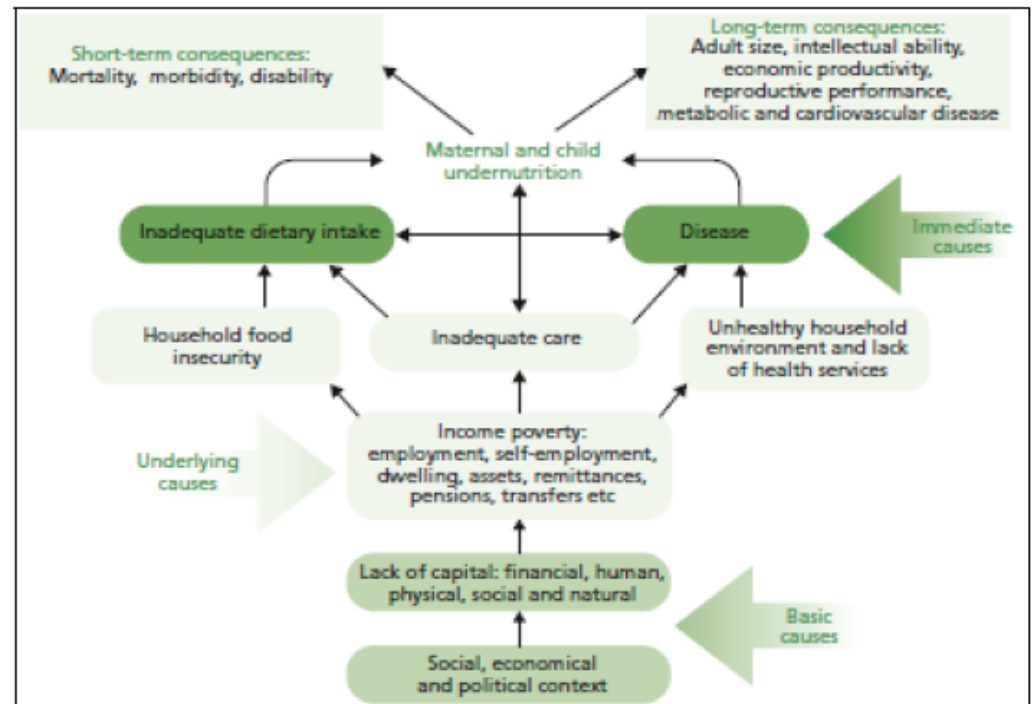 Short-term consequences:
Mortality, morbidity, disability
Long-term consequences:
Adult size, intellectual ability,
economic productivity,
reproductive performance,
metabolic and cardiovascular disease
Maternal and child
undernutrition
Inadequate dietary intake
Disease
Immediate
causes
Household food
insecurity
Inadequate care
Unhealthy household
environment and lack
of health services
Underlying
causes
Income poverty:
employment, self-employment,
dwelling, assets, remittances,
pensions, transfers etc
Lack of capital: financial, human,
physical, social and natural
Basic
causes
Social, economical
and political context